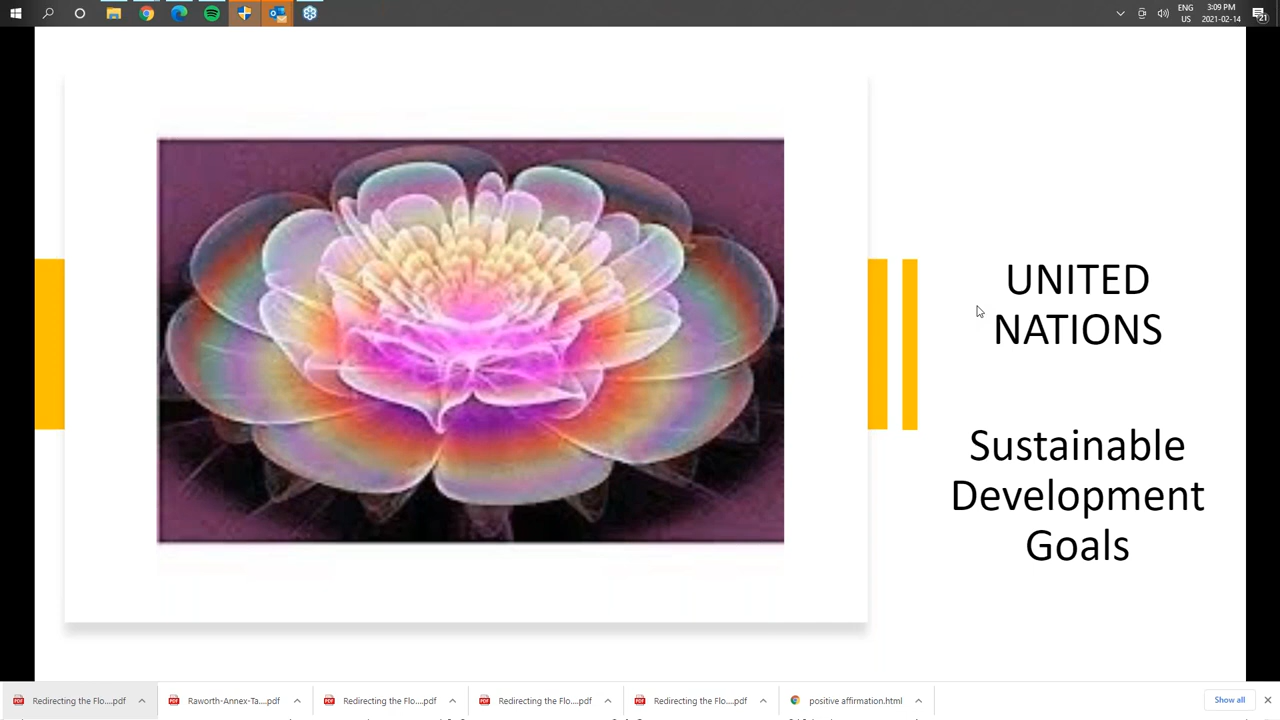 ENG
US
3:09 PM
2021-02-14
21
UNITED
NATIONS
Sustainable
Development
Goals
Redirecting the Flo....pdf
Raworth-Annex-Ta....pdf
Redirecting the Flo....pdf
Redirecting the Flo....pdf
Redirecting the Flo....pdf
positive affirmation.html
Show all